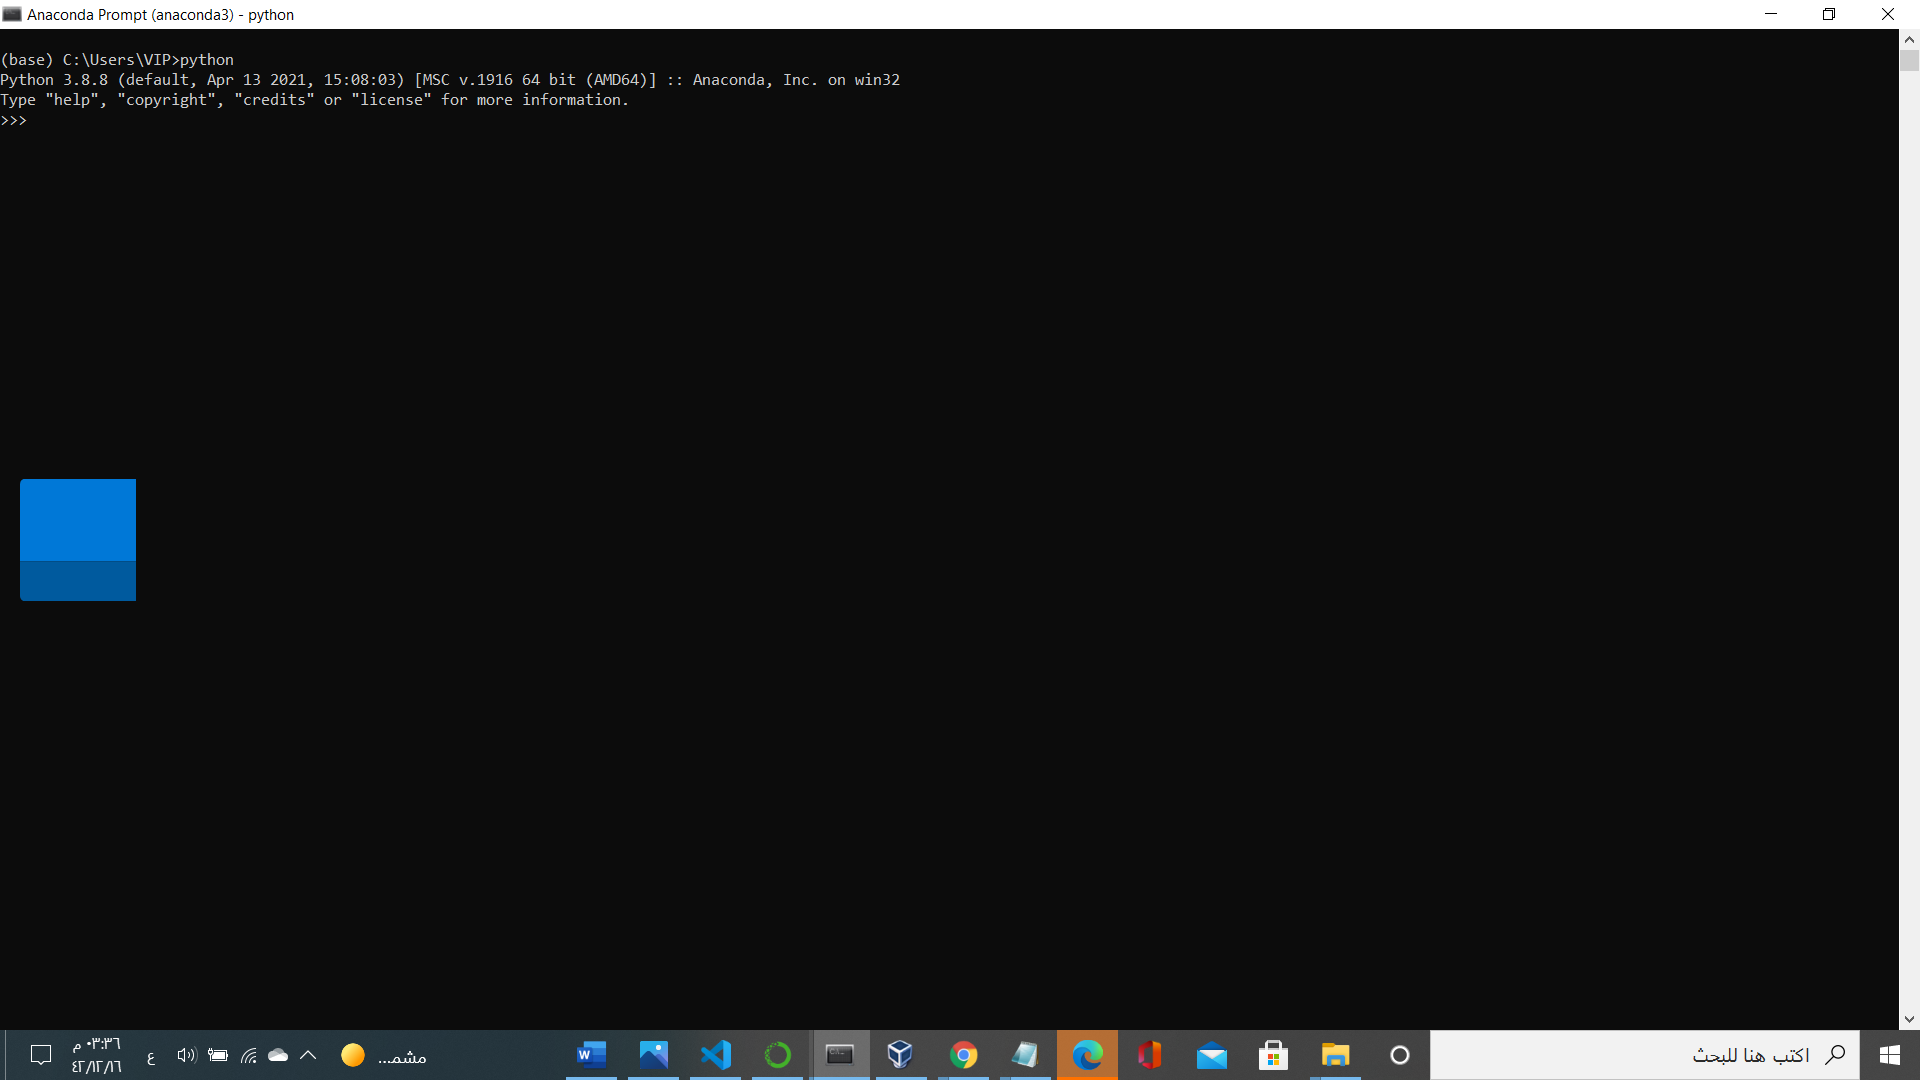 Anaconda Prompt (anaconda3) - python
(base) C:\Users\VIP>python
Python 3.8.8 (default, Apr 13 2021, 15:08:03) [MSC v.1916 64 bit (AMD64)] :: Anaconda, Inc. on win32
Type "help", "copyright", "credits" or "license" for more information.
>>>
اكتب هنا للبحث
مشمـ...
ع
٠٣:٣٦ م
٤٢/١٢/١٦